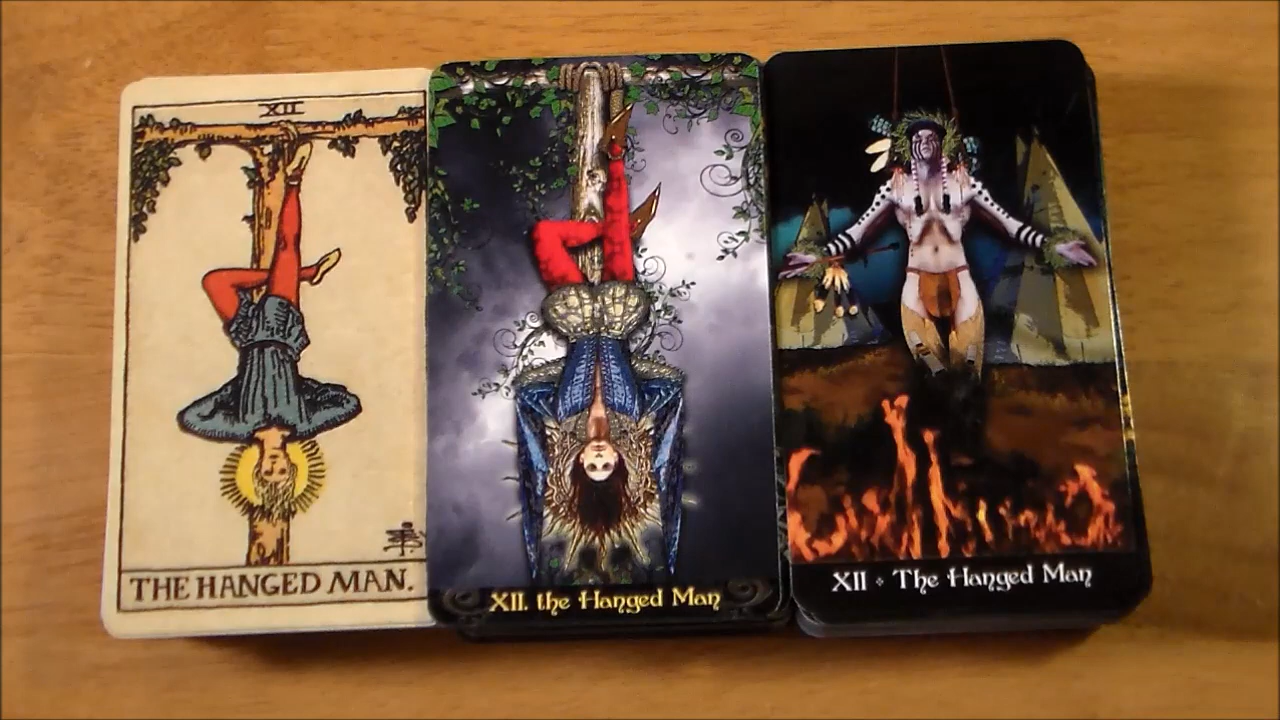 XII
THE HANGED MAN.
XII. the Hanged Man
XII • The Hanged Man